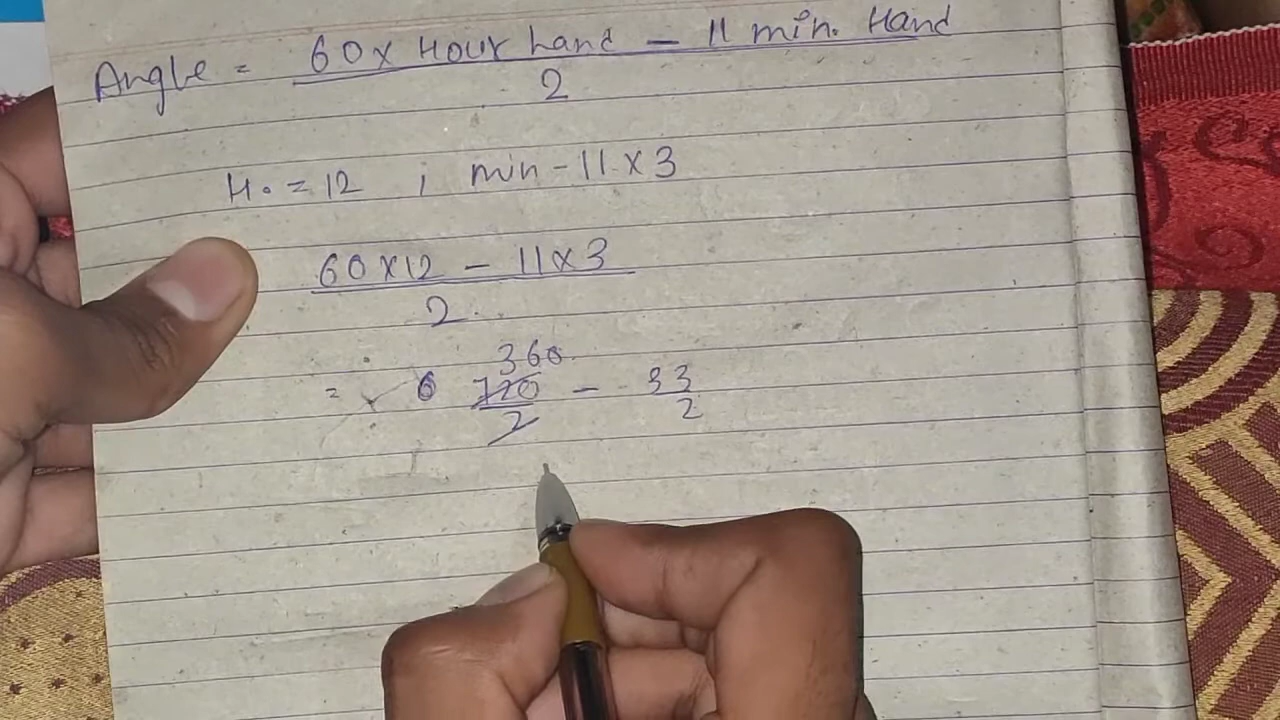 Angle = 60 x Hour hand - 11 min. Hand
2
H. = 12 ; min - 11 x 3
60 x 12 - 11 x 3
2
360
= 6 720 - 33
2 2